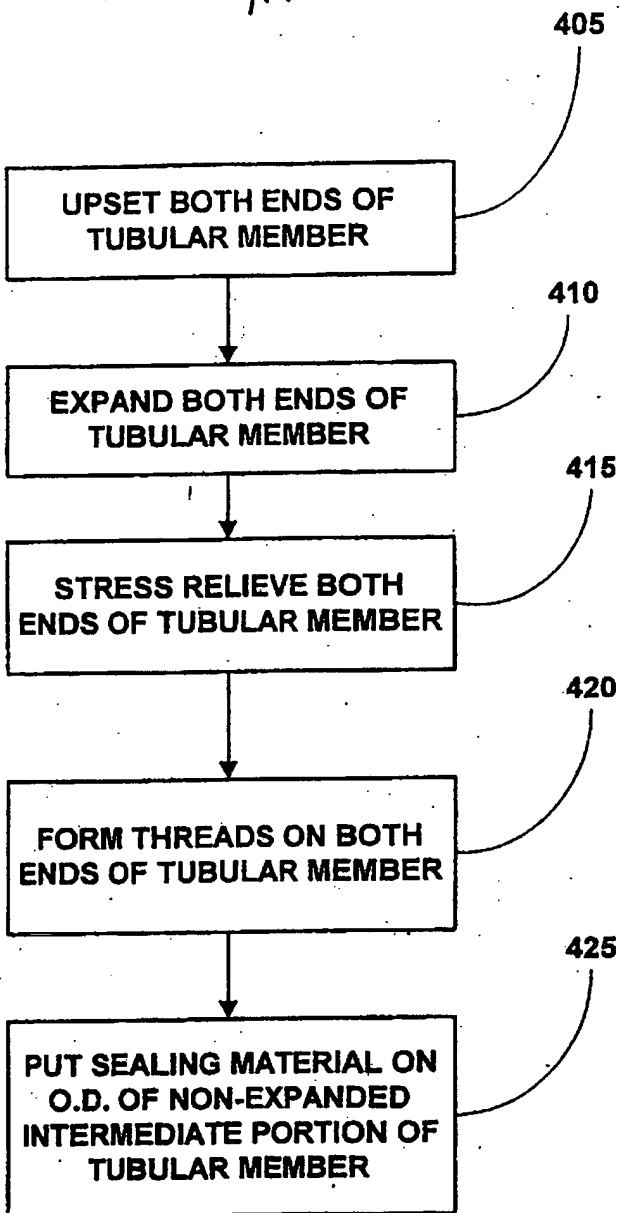 405
UPSET BOTH ENDS OF
TUBULAR MEMBER
410
EXPAND BOTH ENDS OF
TUBULAR MEMBER
415
STRESS RELIEVE BOTH
ENDS OF TUBULAR MEMBER
420
FORM THREADS ON BOTH
ENDS OF TUBULAR MEMBER
425
PUT SEALING MATERIAL ON
O.D. OF NON-EXPANDED
INTERMEDIATE PORTION OF
TUBULAR MEMBER